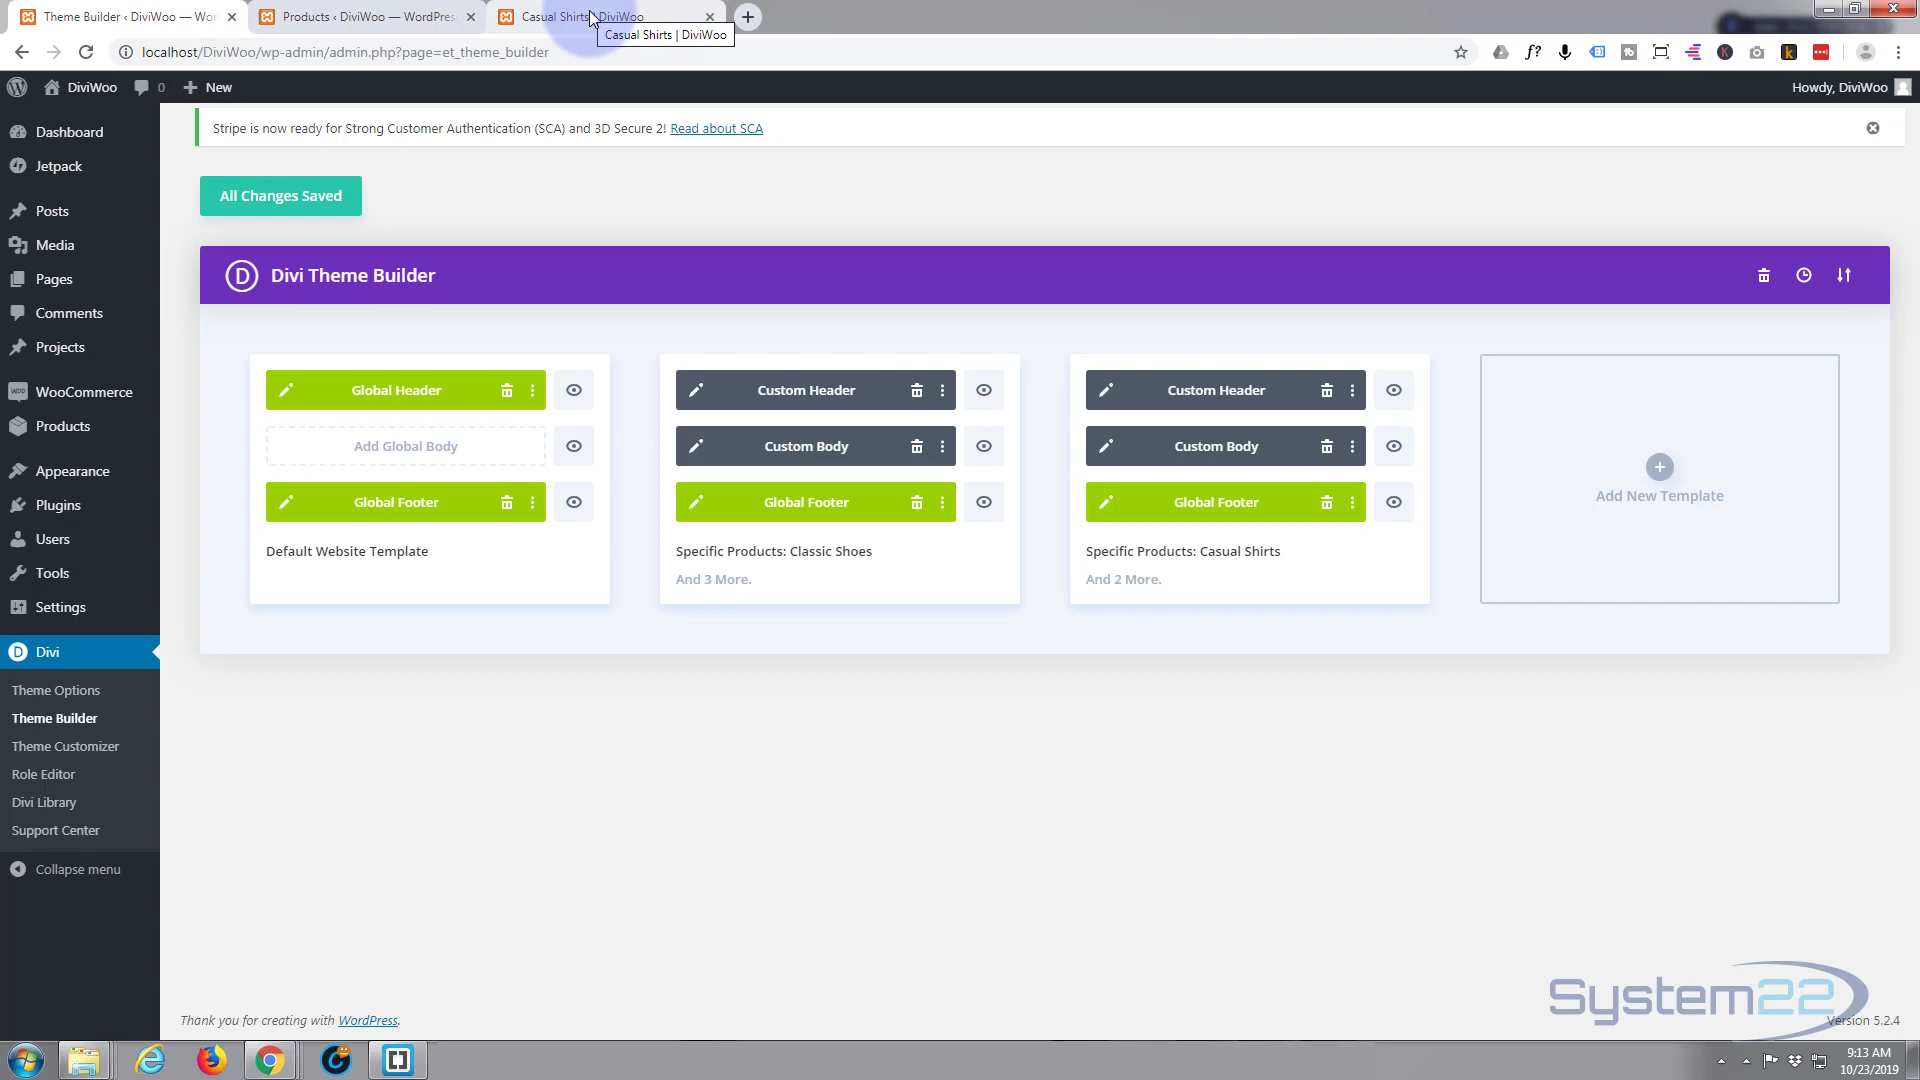 Theme Builder ‹ DiviWoo — Wor
Products ‹ DiviWoo — WordPress
Casual Shirts | DiviWoo
Casual Shirts | DiviWoo
localhost/DiviWoo/wp-admin/admin.php?page=et_theme_builder
DiviWoo
0
New
Howdy, DiviWoo
Dashboard
Jetpack
Posts
Media
Pages
Comments
Projects
WooCommerce
Products
Appearance
Plugins
Users
Tools
Settings
Divi
Theme Options
Theme Builder
Theme Customizer
Role Editor
Divi Library
Support Center
Collapse menu
Stripe is now ready for Strong Customer Authentication (SCA) and 3D Secure 2! Read about SCA
All Changes Saved
D Divi Theme Builder
Global Header
Add Global Body
Global Footer
Default Website Template
Custom Header
Custom Body
Global Footer
Specific Products: Classic Shoes
And 3 More.
Custom Header
Custom Body
Global Footer
Specific Products: Casual Shirts
And 2 More.
Add New Template
System22
Thank you for creating with WordPress.
Version 5.2.4
9:13 AM
10/23/2019